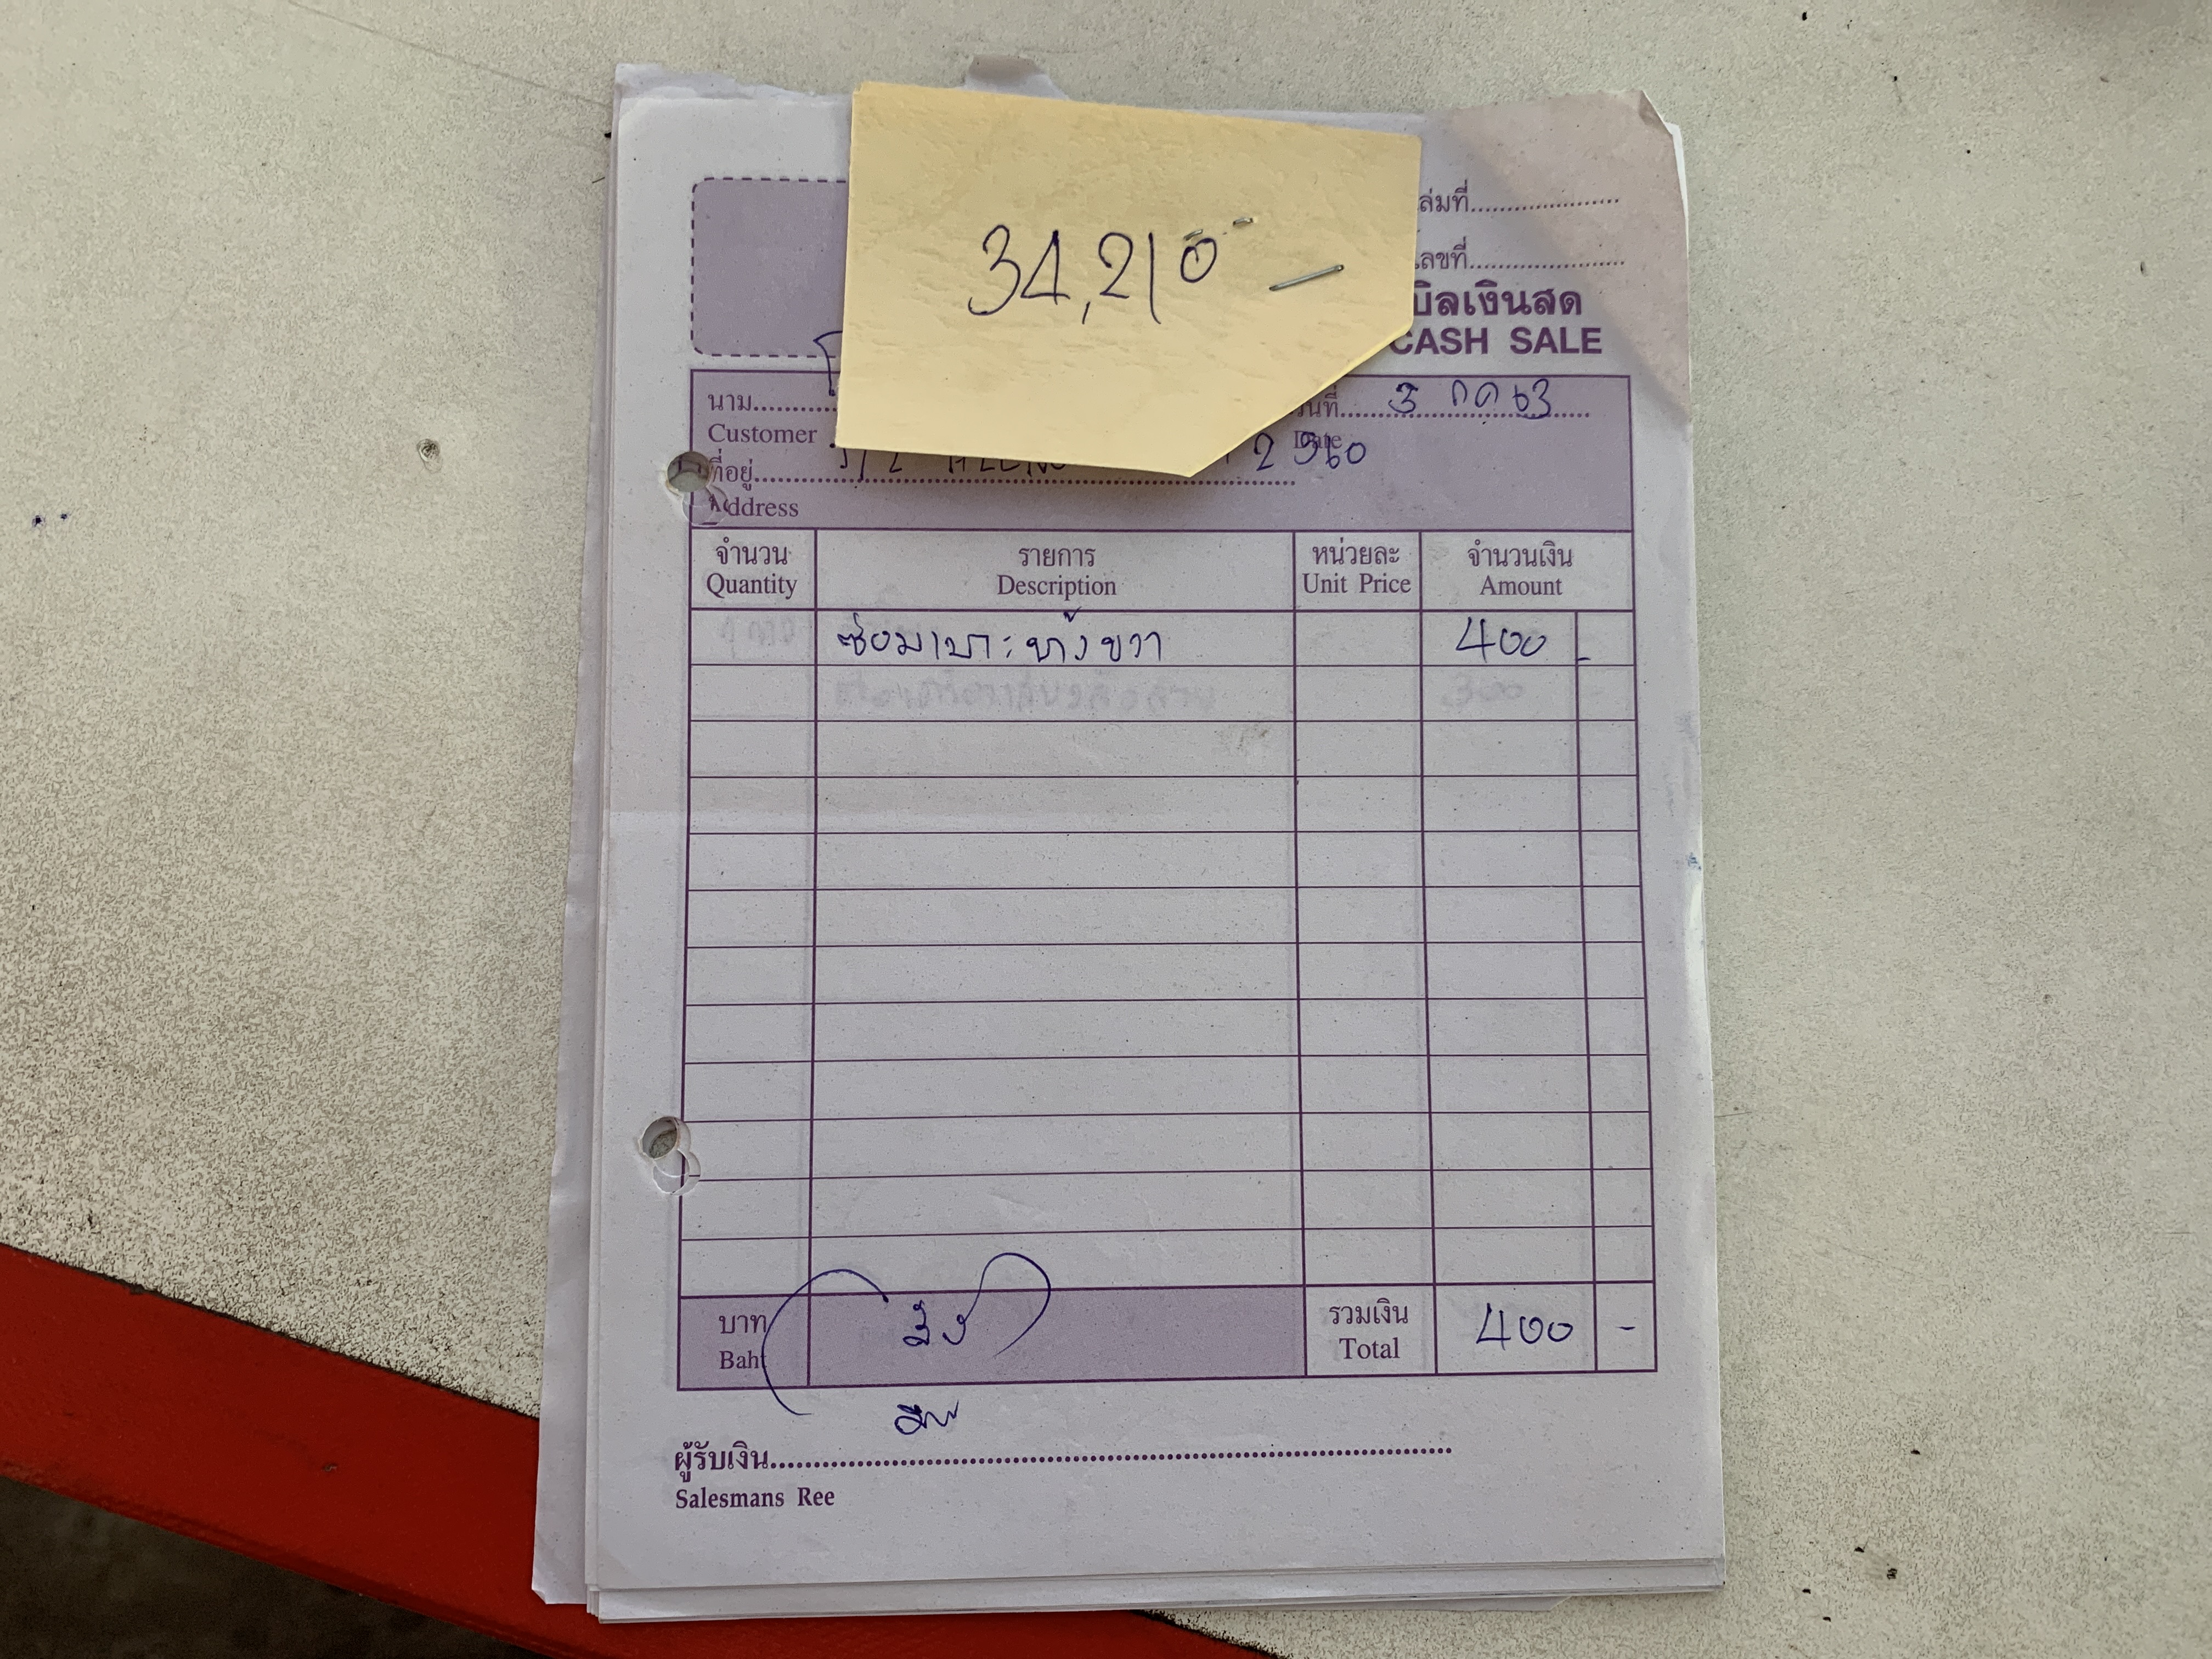 34,210 -
ล่มที่
เลขที่
บิลเงินสด
CASH SALE
นาม
วันที่ 3 กค 63
Customer
Date
ที่อยู่ 2 960
Address
จำนวน รายการ หน่วยละ จำนวนเงิน
Quantity Description Unit Price Amount
ซ่อมเบาะข้างขวา 400 -
บาท รวมเงิน 400 -
Baht Total
ผู้รับเงิน
Salesmans Ree